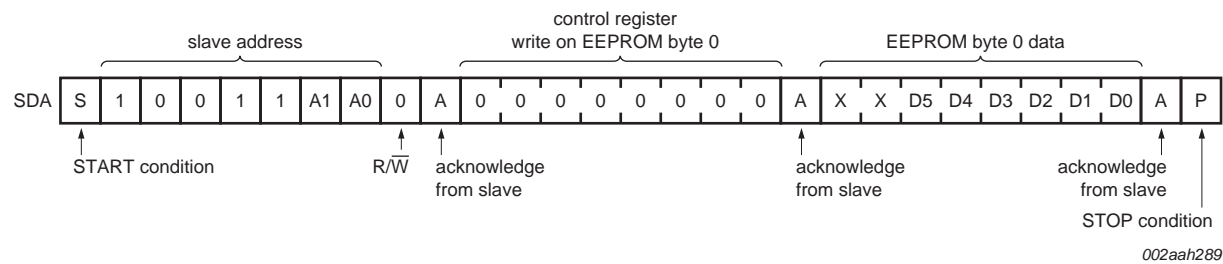 control register
slave address write on EEPROM byte 0 EEPROM byte 0 data
SDA S 1 0 0 1 1 A1 A0 0 A 0 0 0 0 0 0 0 0 A X X D5 D4 D3 D2 D1 D0 A P
START condition R/W̅ acknowledge acknowledge acknowledge
from slave from slave from slave
STOP condition
002aah289